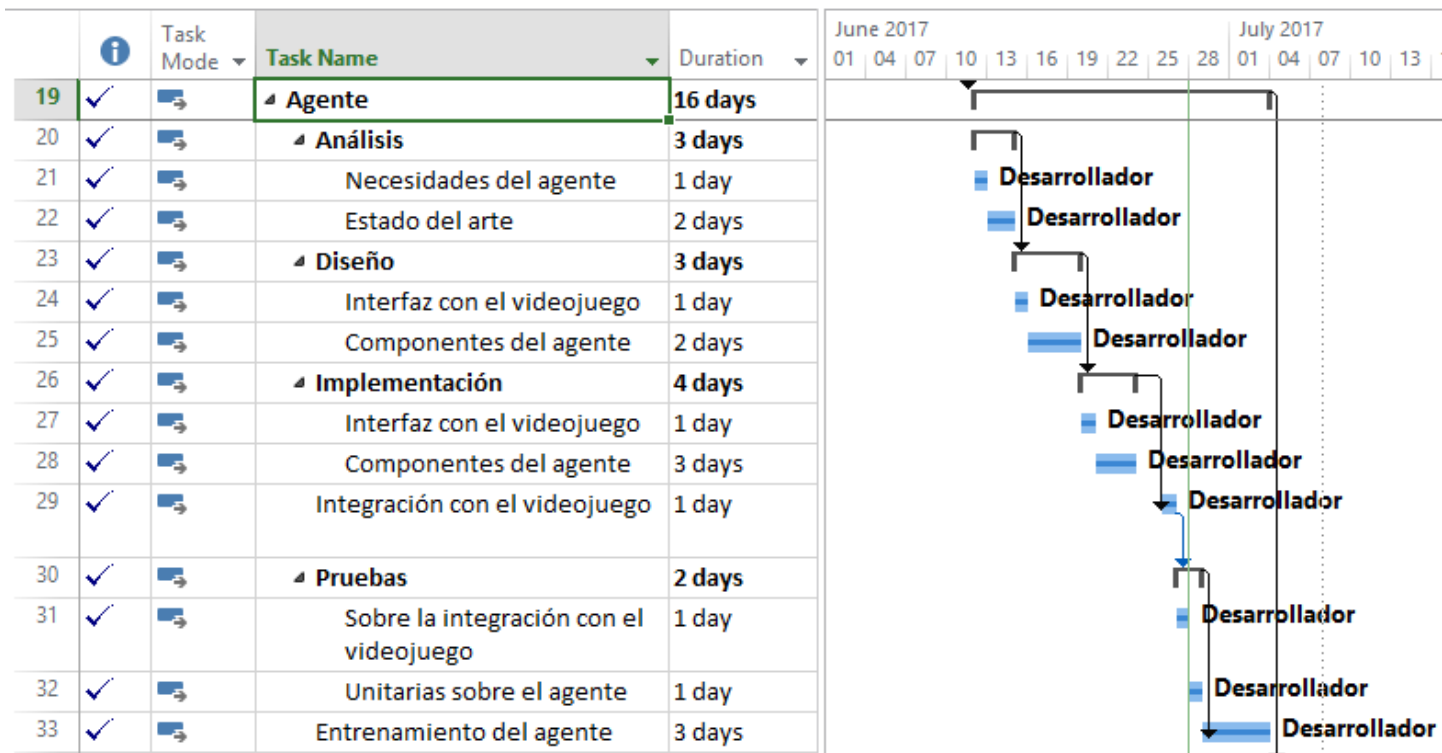 Task
Mode
Task Name
Duration
June 2017
July 2017
01 04 07 10 13 16 19 22 25 28 01 04 07 10 13
19 Agente 16 days
20 Análisis 3 days
21 Necesidades del agente 1 day Desarrollador
22 Estado del arte 2 days Desarrollador
23 Diseño 3 days
24 Interfaz con el videojuego 1 day Desarrollador
25 Componentes del agente 2 days Desarrollador
26 Implementación 4 days
27 Interfaz con el videojuego 1 day Desarrollador
28 Componentes del agente 3 days Desarrollador
29 Integración con el videojuego 1 day Desarrollador
30 Pruebas 2 days
31 Sobre la integración con el 1 day Desarrollador
videojuego
32 Unitarias sobre el agente 1 day Desarrollador
33 Entrenamiento del agente 3 days Desarrollador